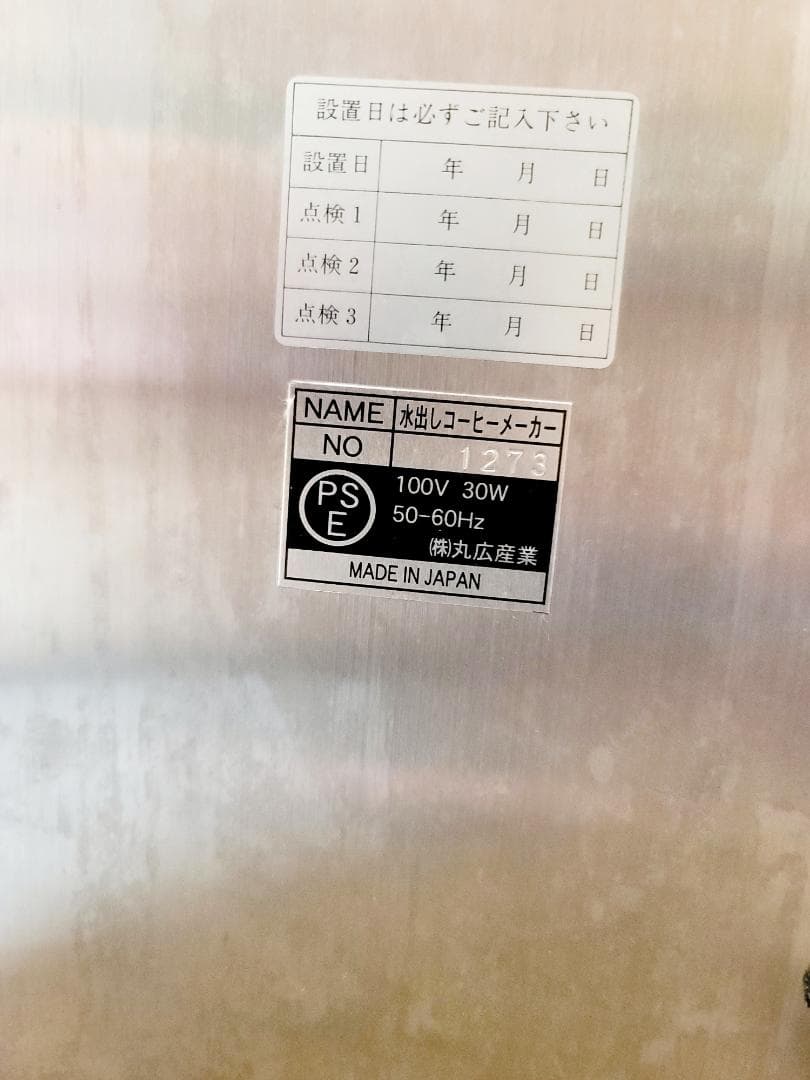 設置日は必ずご記入下さい
設置日 年 月 日
点検1 年 月 日
点検2 年 月 日
点検3 年 月 日
NAME 水出しコーヒーメーカー
NO 1273
PSE 100V 30W
50-60Hz
㈱丸広産業
MADE IN JAPAN